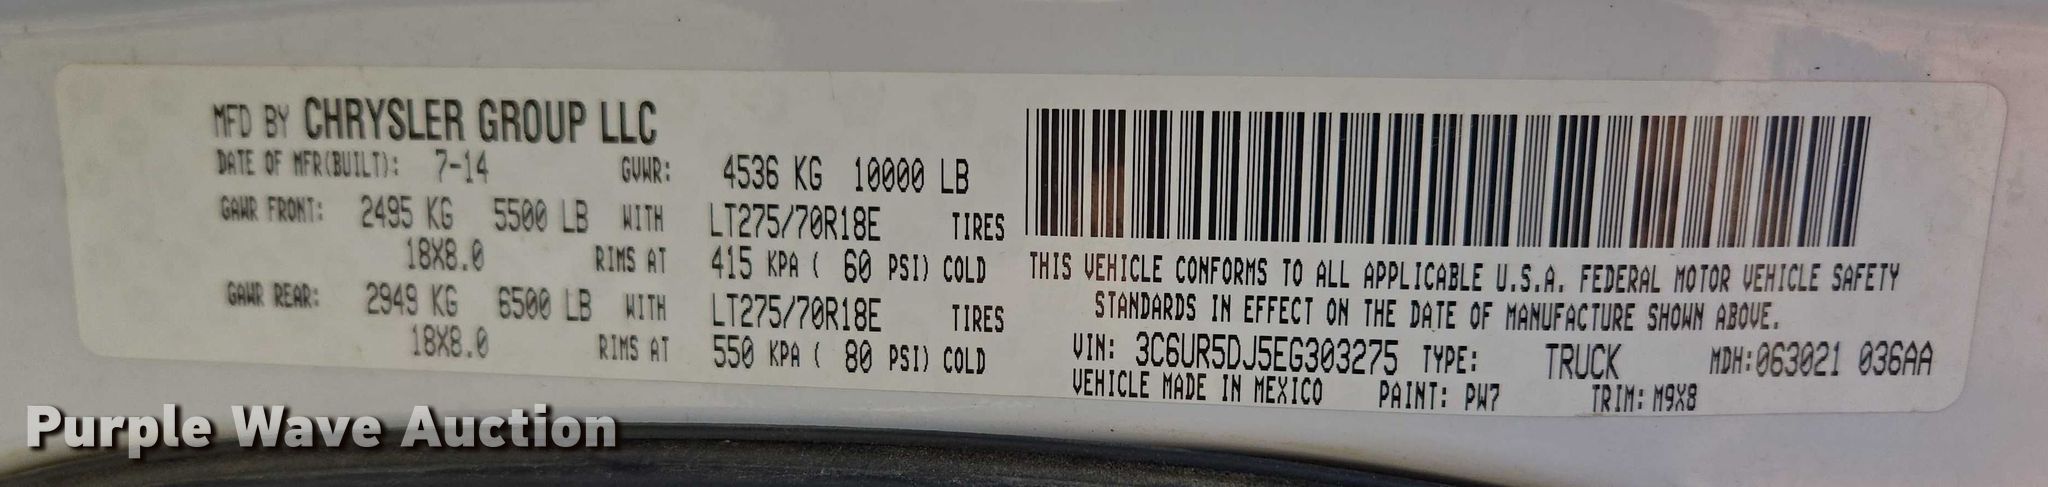 MFD BY CHRYSLER GROUP LLC
DATE OF MFR(BUILT): 7-14 GVWR: 4536 KG 10000 LB
GAWR FRONT: 2495 KG 5500 LB WITH LT275/70R18E TIRES
18X8.0 RIMS AT 415 KPA ( 60 PSI) COLD
GAWR REAR: 2949 KG 6500 LB WITH LT275/70R18E TIRES
18X8.0 RIMS AT 550 KPA ( 80 PSI) COLD
THIS VEHICLE CONFORMS TO ALL APPLICABLE U.S.A. FEDERAL MOTOR VEHICLE SAFETY
STANDARDS IN EFFECT ON THE DATE OF MANUFACTURE SHOWN ABOVE.
VIN: 3C6UR5DJ5EG303275 TYPE: TRUCK MDH:063021 036AA
VEHICLE MADE IN MEXICO PAINT: PW7 TRIM: M9X8
Purple Wave Auction